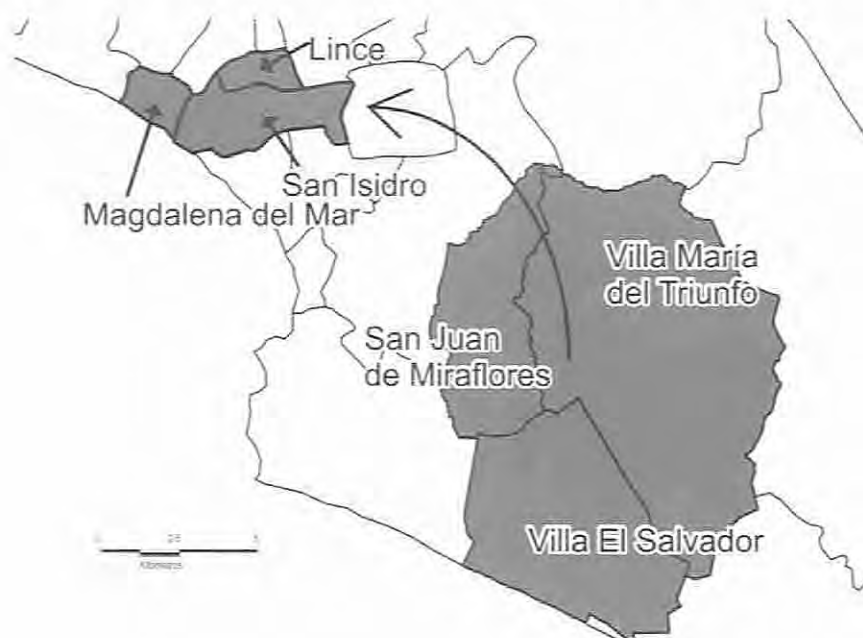 Lince
San Isidro
Magdalena del Mar
Villa María
del Triunfo
San Juan
de Miraflores
Villa El Salvador